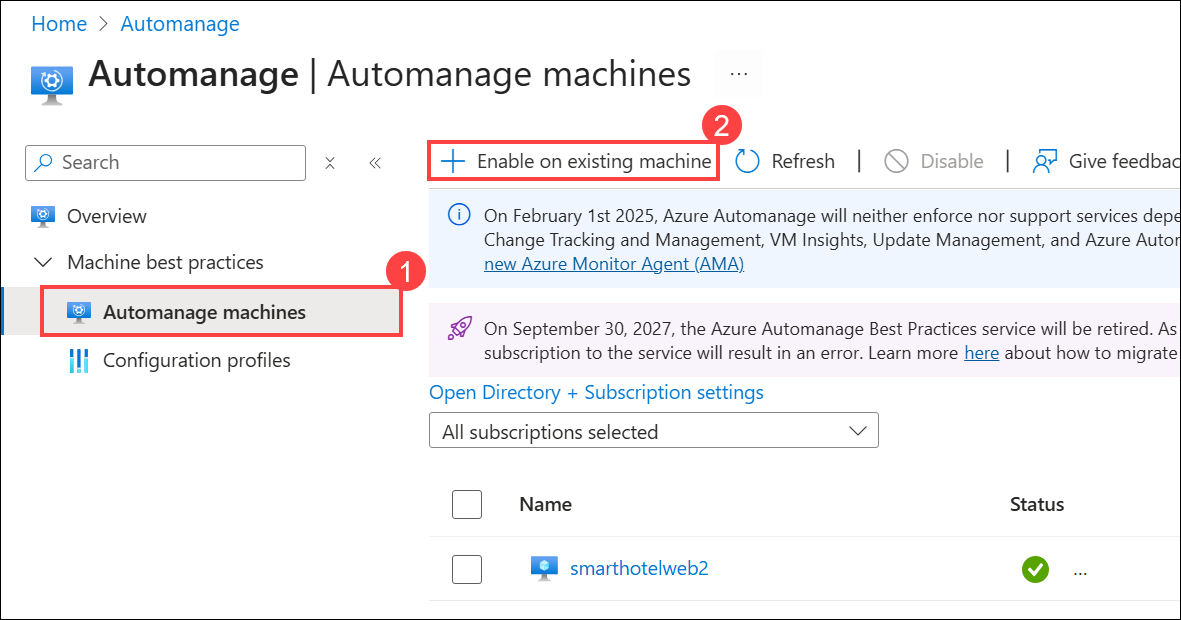 Home > Automanage
Automanage | Automanage machines ...
2
Search
Enable on existing machine Refresh | Disable | Give feedbac
Overview
Machine best practices
1
Automanage machines
Configuration profiles
On February 1st 2025, Azure Automanage will neither enforce nor support services depe
Change Tracking and Management, VM Insights, Update Management, and Azure Autor
new Azure Monitor Agent (AMA)
On September 30, 2027, the Azure Automanage Best Practices service will be retired. As
subscription to the service will result in an error. Learn more here about how to migrate
Open Directory + Subscription settings
All subscriptions selected
Name Status
smarthotelweb2 ...